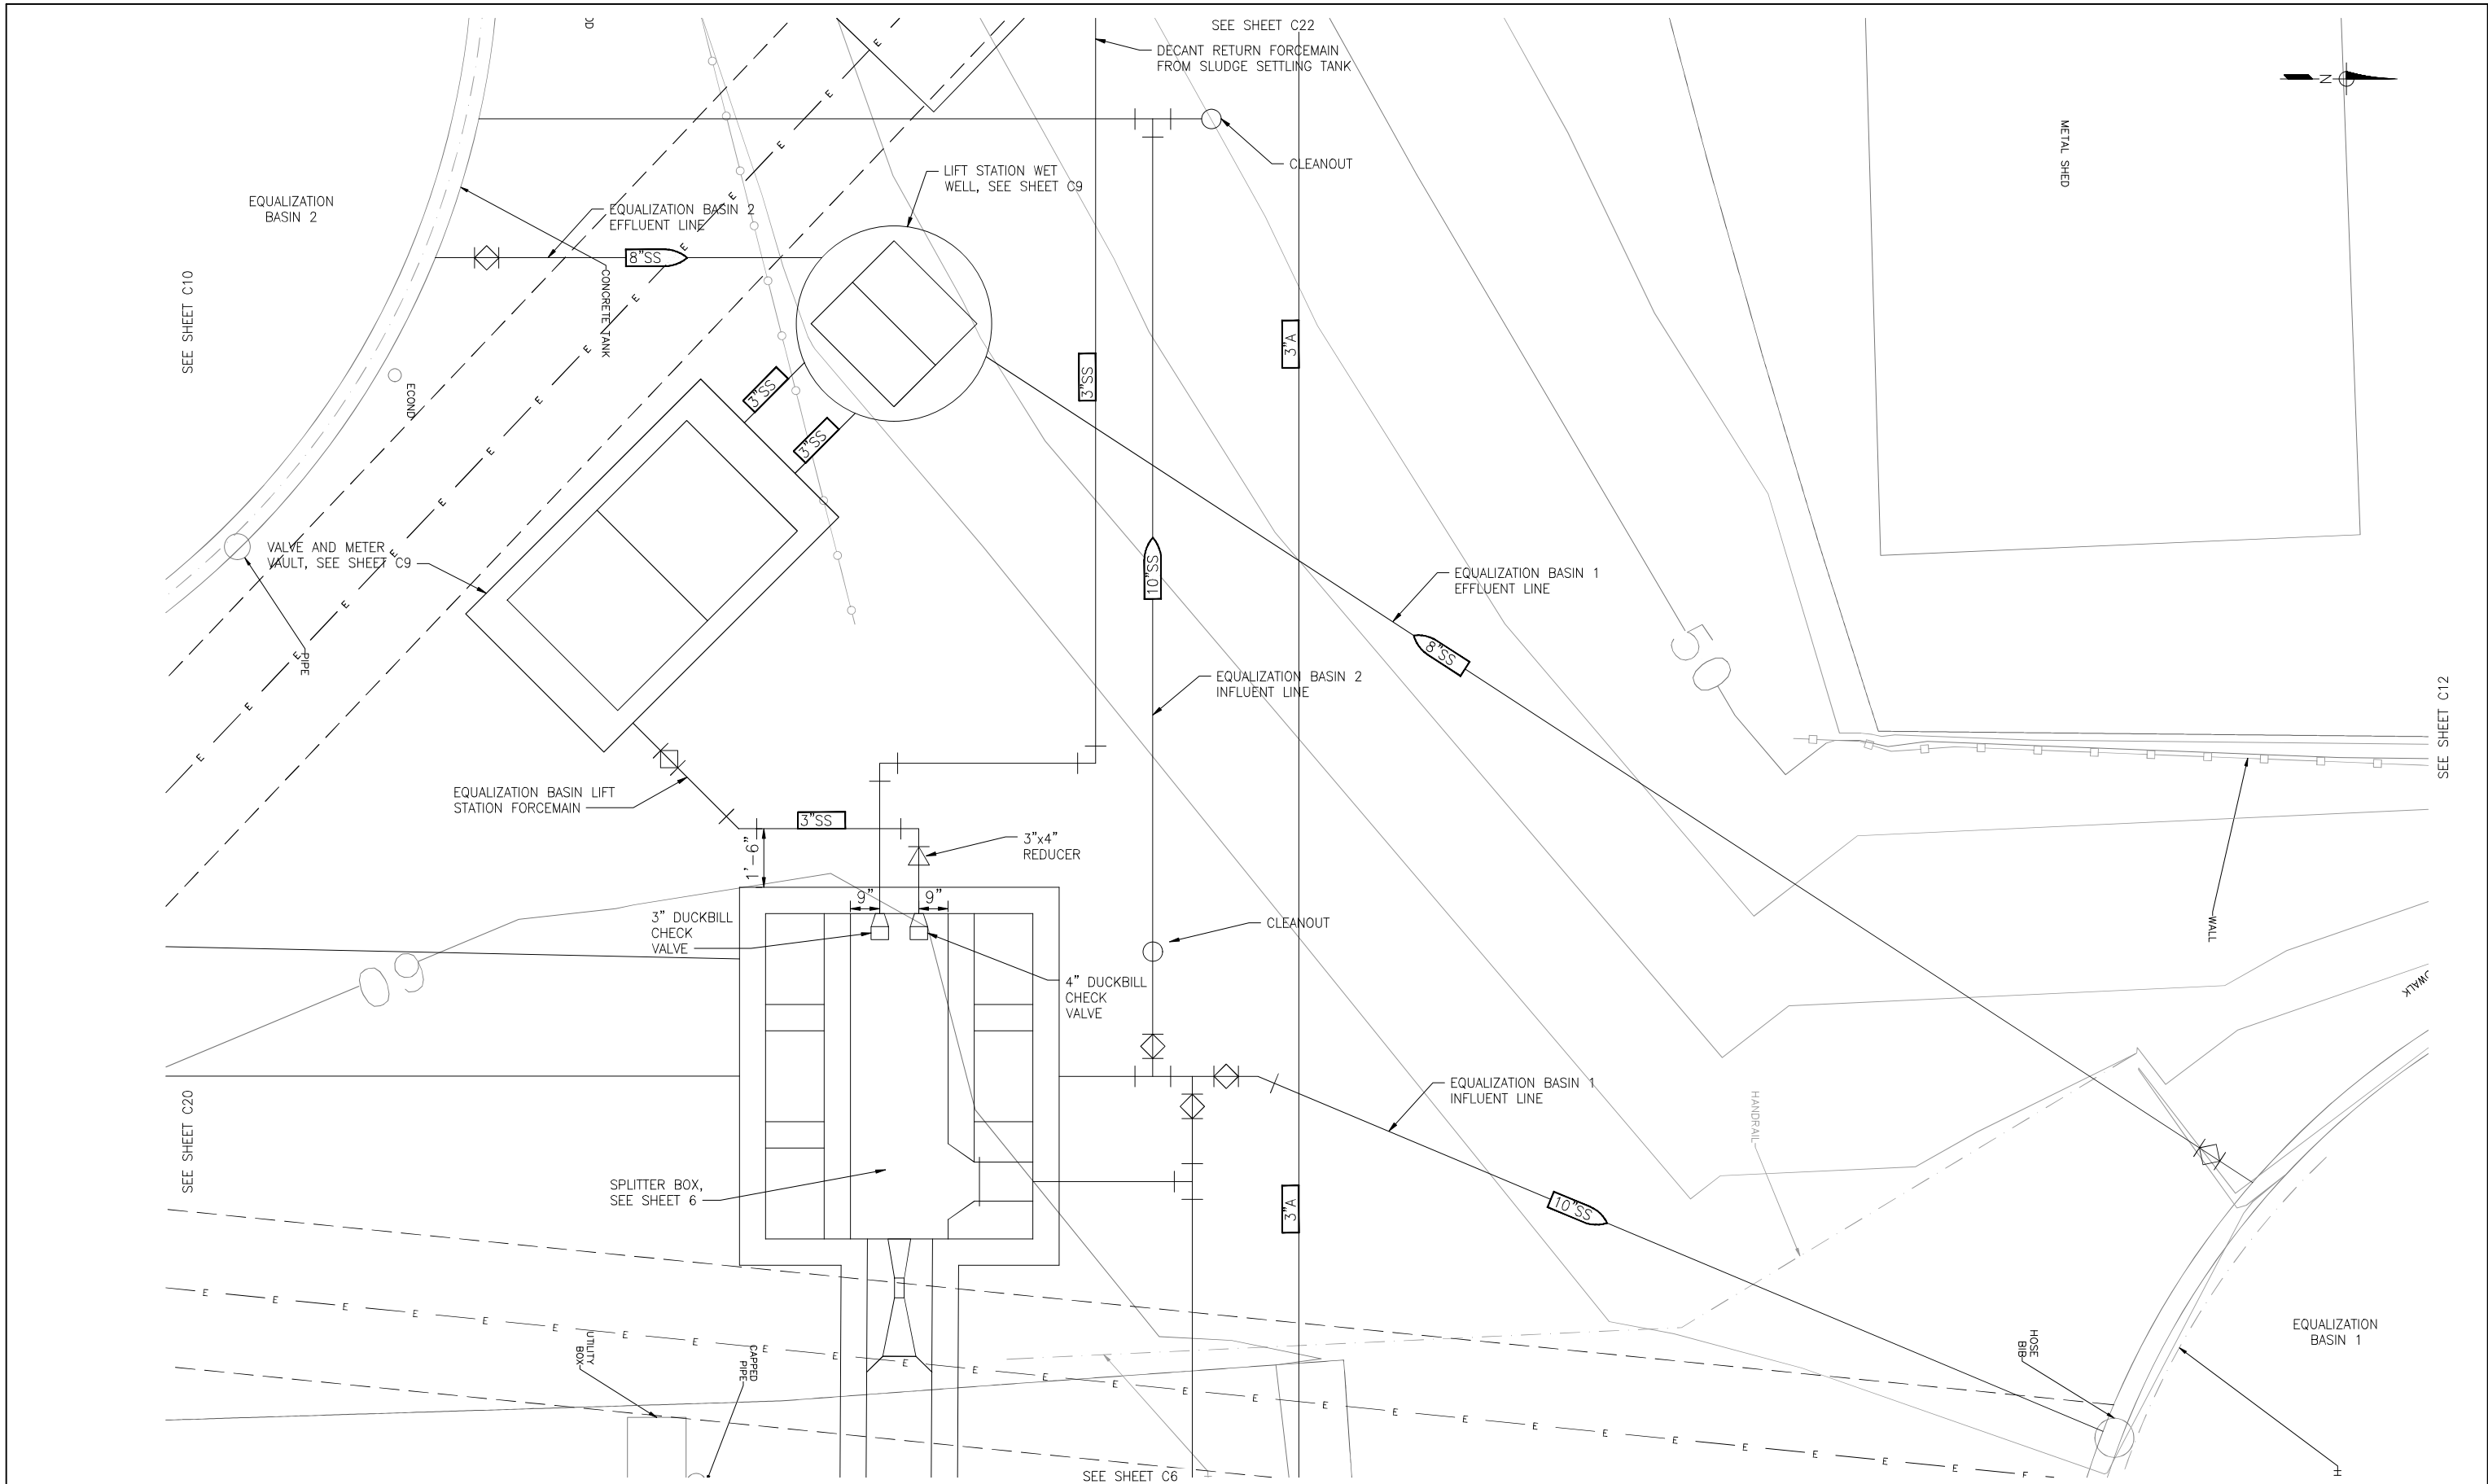 SEE SHEET C22
DECANT RETURN FORCEMAIN
FROM SLUDGE SETTLING TANK
N
METAL SHED
CLEANOUT
LIFT STATION WET
WELL, SEE SHEET C9
EQUALIZATION
BASIN 2
EQUALIZATION BASIN 2
EFFLUENT LINE
8"SS
CONCRETE TANK
SEE SHEET C10
ECOND
3"SS
3"SS
3"SS
3"A
10"SS
VALVE AND METER
VAULT, SEE SHEET C9
PIPE
EQUALIZATION BASIN 1
EFFLUENT LINE
8"SS
50
EQUALIZATION BASIN 2
INFLUENT LINE
SEE SHEET C12
EQUALIZATION BASIN LIFT
STATION FORCEMAIN
3"SS
1'-6"
3"x4"
REDUCER
9"
9"
3" DUCKBILL
CHECK
VALVE
CLEANOUT
WALL
4" DUCKBILL
CHECK
VALVE
90
EQUALIZATION BASIN 1
INFLUENT LINE
HANDRAIL
SEE SHEET C20
SPLITTER BOX,
SEE SHEET 6
3"A
10"SS
EQUALIZATION
BASIN 1
HOSE
BIB
UTILITY
BOX
CAPPED
PIPE
E E E E E E E E E E E E E E E E E E E E E E E E
SEE SHEET C6